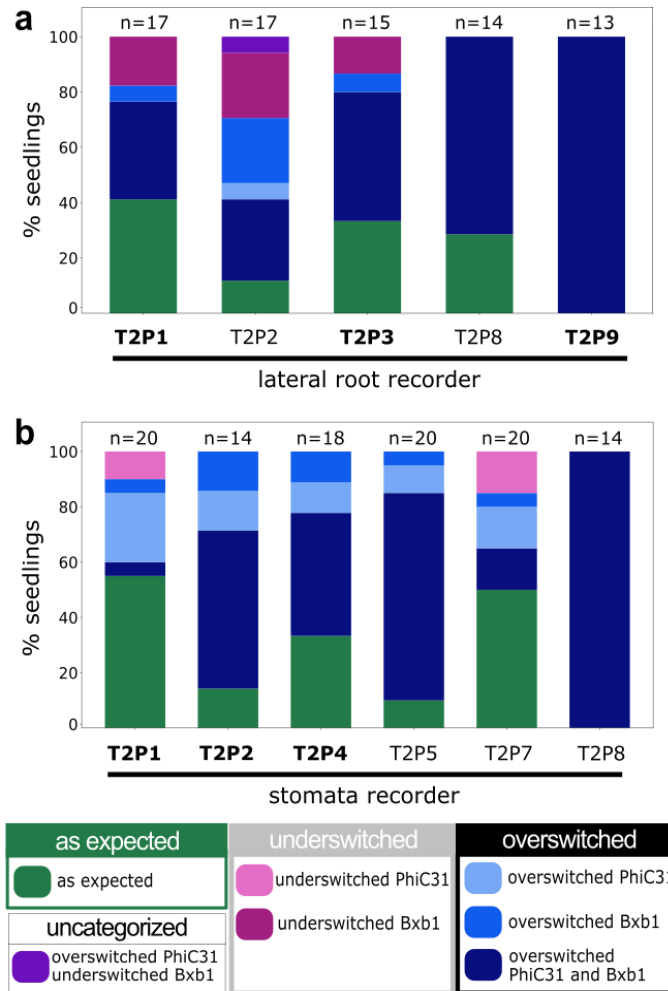 a
n=17 n=17 n=15 n=14 n=13
100
80
60
40
20
0
% seedlings
T2P1 T2P2 T2P3 T2P8 T2P9
lateral root recorder
b
n=20 n=14 n=18 n=20 n=20 n=14
100
80
60
40
20
0
% seedlings
T2P1 T2P2 T2P4 T2P5 T2P7 T2P8
stomata recorder
as expected
as expected
uncategorized
overswitched PhiC31
underswitched Bxb1
underswitched
underswitched PhiC31
underswitched Bxb1
overswitched
overswitched PhiC31
overswitched Bxb1
overswitched
PhiC31 and Bxb1